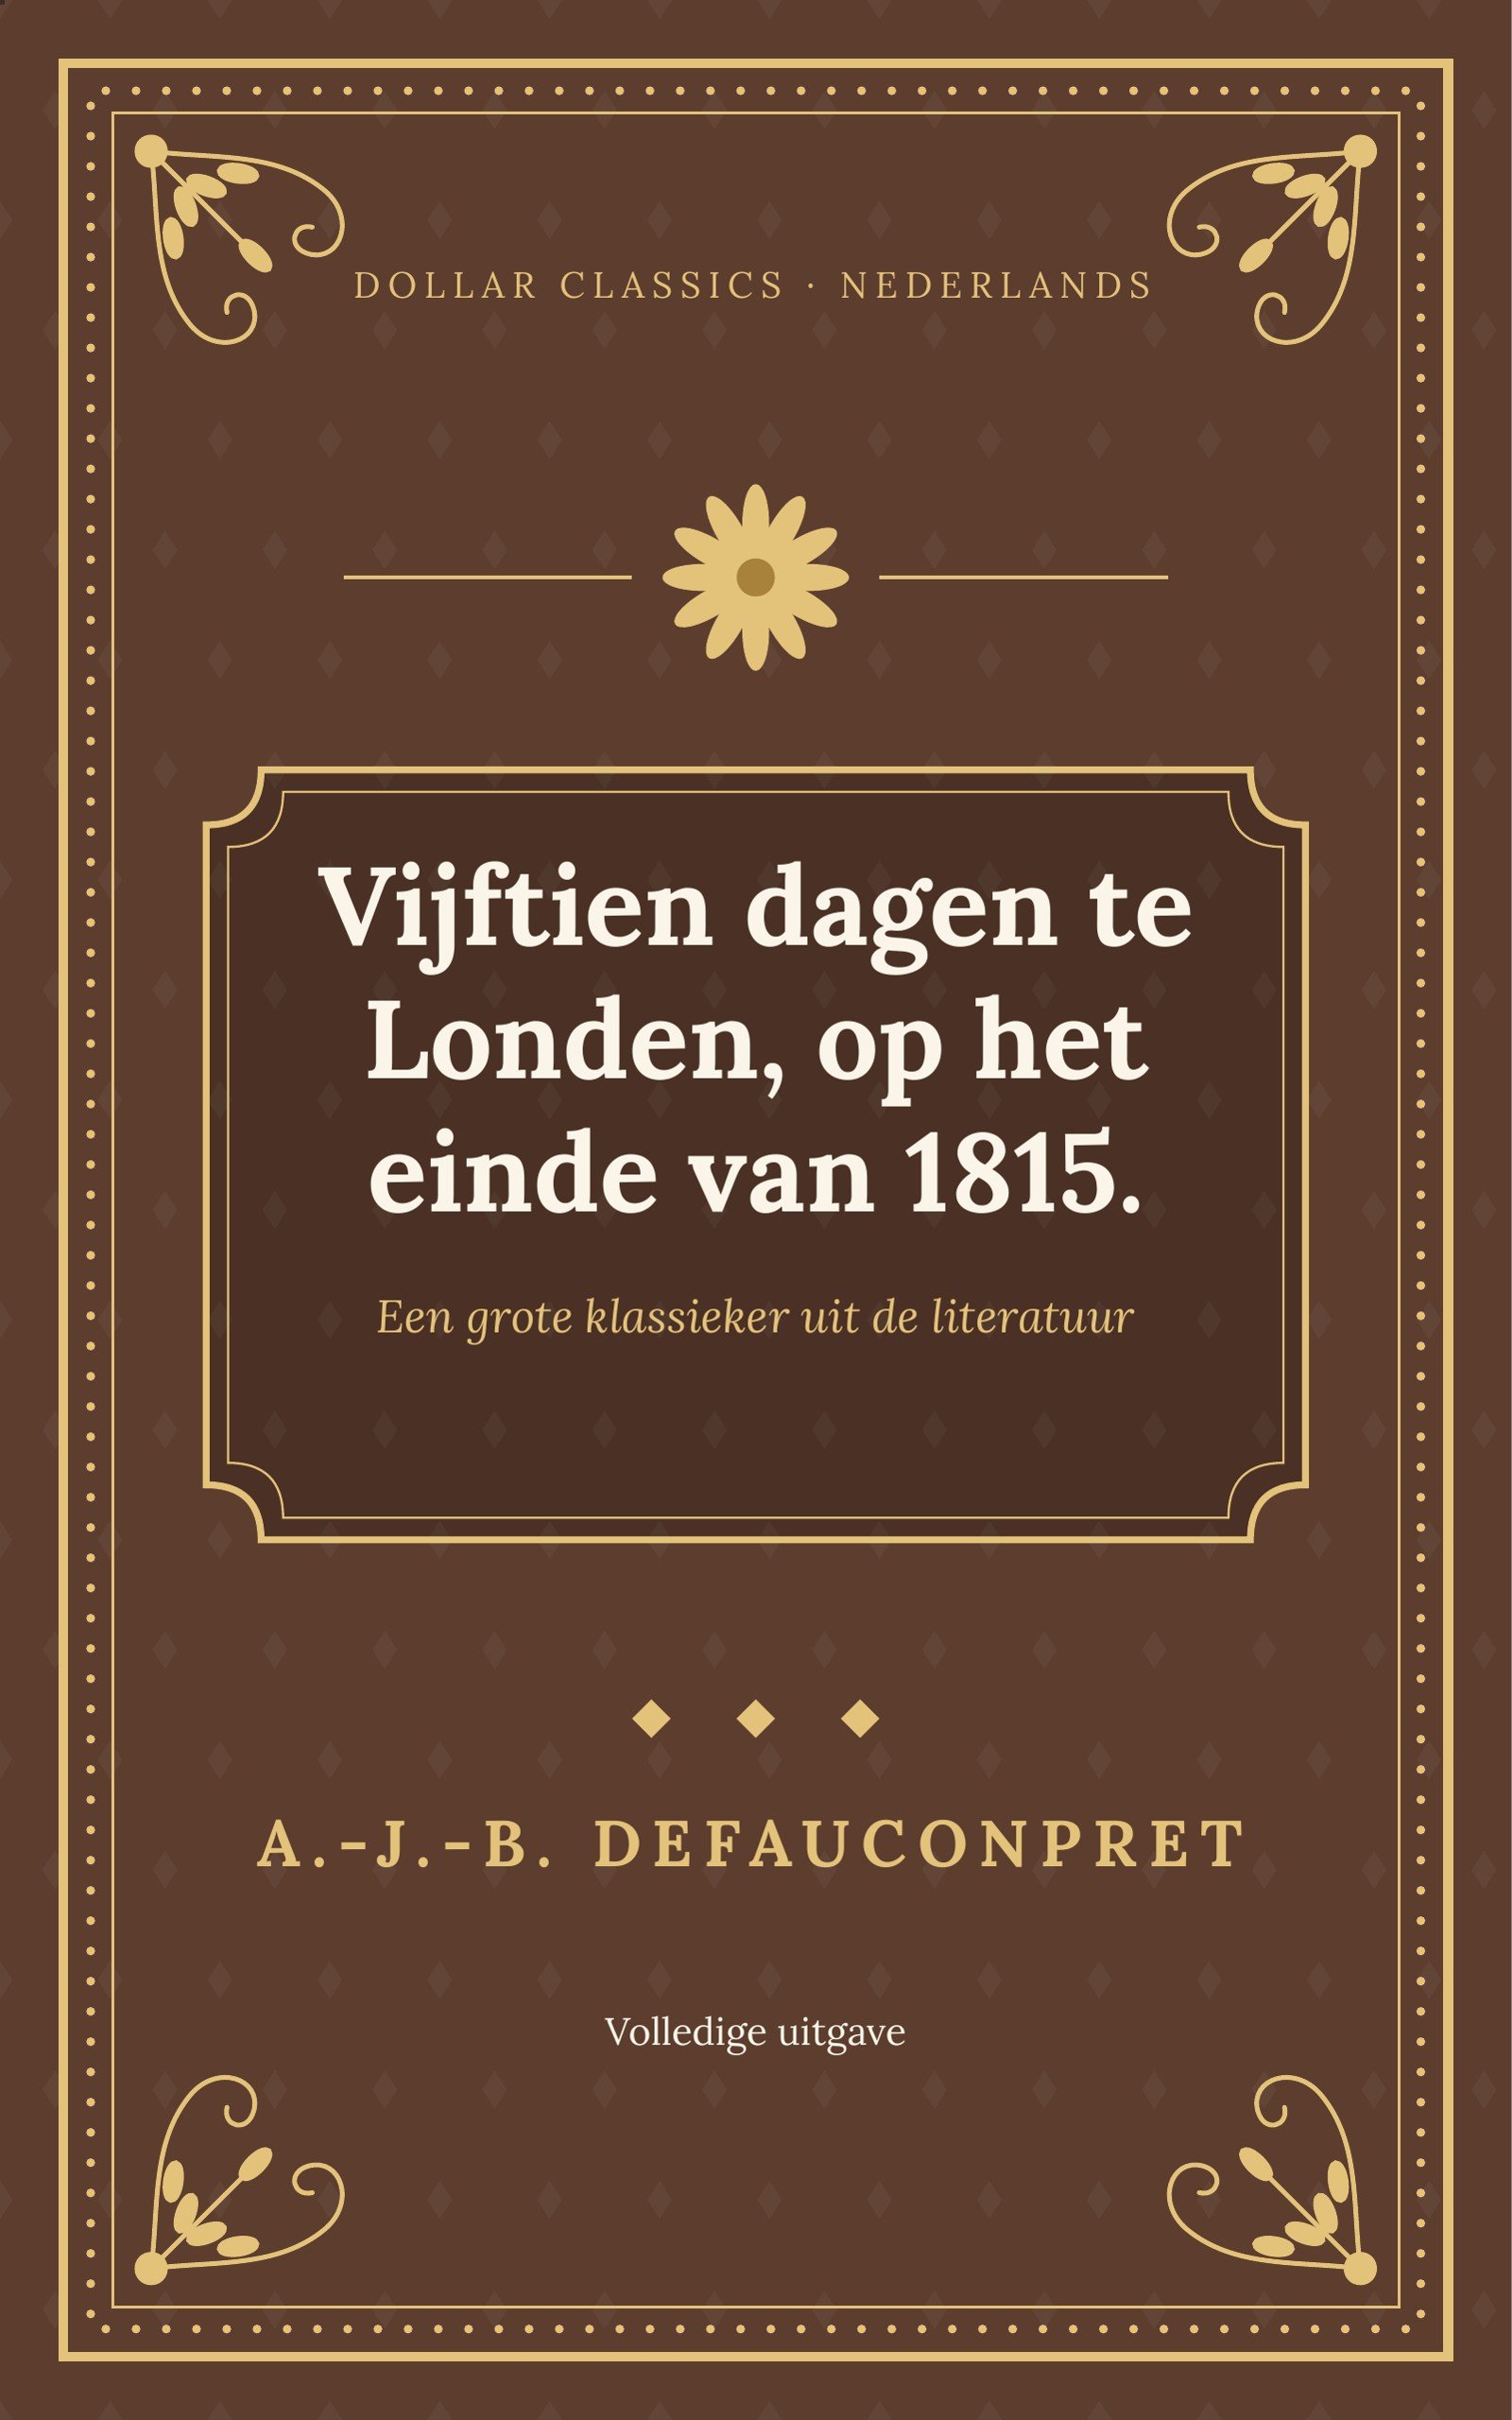 DOLLAR CLASSICS · NEDERLANDS
Vijftien dagen te
Londen, op het
einde van 1815.
Een grote klassieker uit de literatuur
A.-J.-B. DEFAUCONPRET
Volledige uitgave